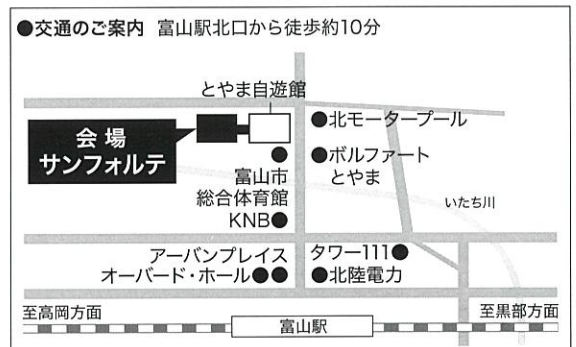 ●交通のご案内 富山駅北口から徒歩約10分
とやま自遊館
会場
サンフォルテ
●北モータープール
●ボルファート
とやま
●
富山市
総合体育館
KNB●
いたち川
アーバンプレイス
オーバード・ホール●●
タワー111●
●北陸電力
至高岡方面
至黒部方面
富山駅